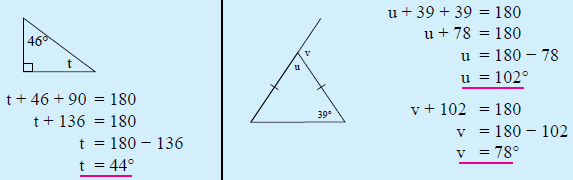 46°
t
t + 46 + 90 = 180
t + 136 = 180
t = 180 − 136
t = 44°
v
u
39°
u + 39 + 39 = 180
u + 78 = 180
u = 180 − 78
u = 102°
v + 102 = 180
v = 180 − 102
v = 78°